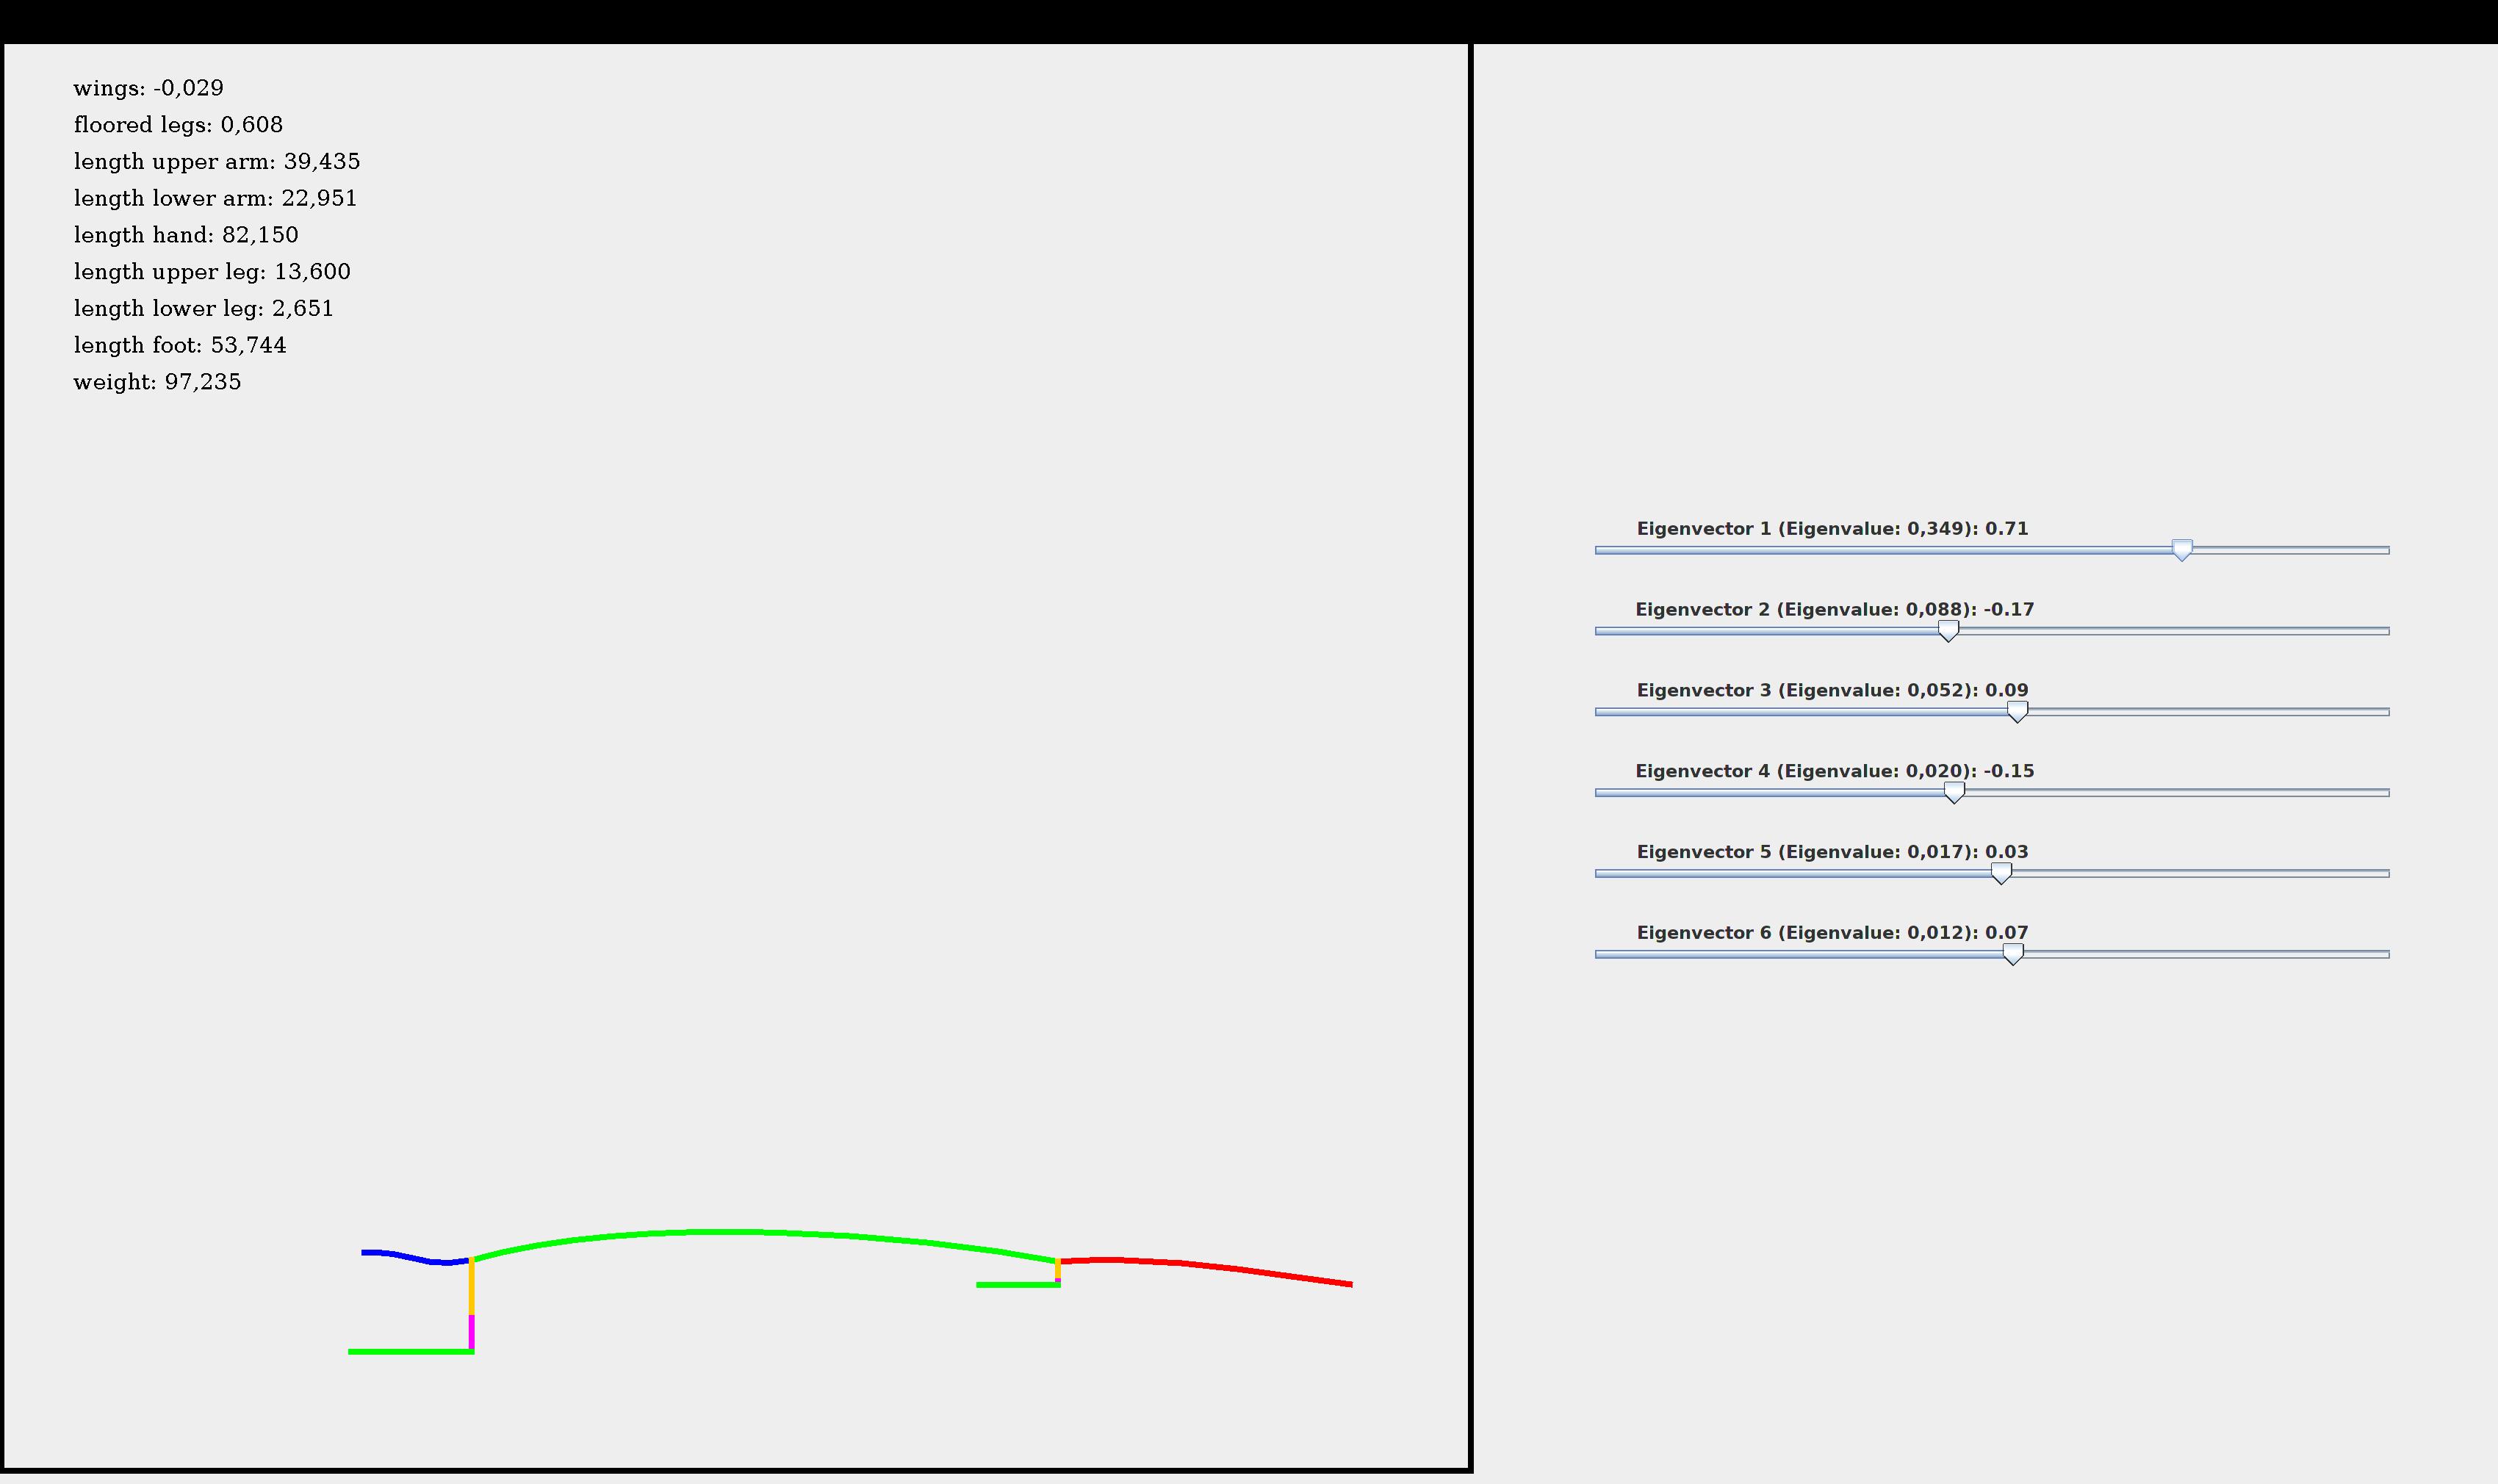 wings: -0,029
floored legs: 0,608
length upper arm: 39,435
length lower arm: 22,951
length hand: 82,150
length upper leg: 13,600
length lower leg: 2,651
length foot: 53,744
weight: 97,235
Eigenvector 1 (Eigenvalue: 0,349): 0.71
Eigenvector 2 (Eigenvalue: 0,088): -0.17
Eigenvector 3 (Eigenvalue: 0,052): 0.09
Eigenvector 4 (Eigenvalue: 0,020): -0.15
Eigenvector 5 (Eigenvalue: 0,017): 0.03
Eigenvector 6 (Eigenvalue: 0,012): 0.07